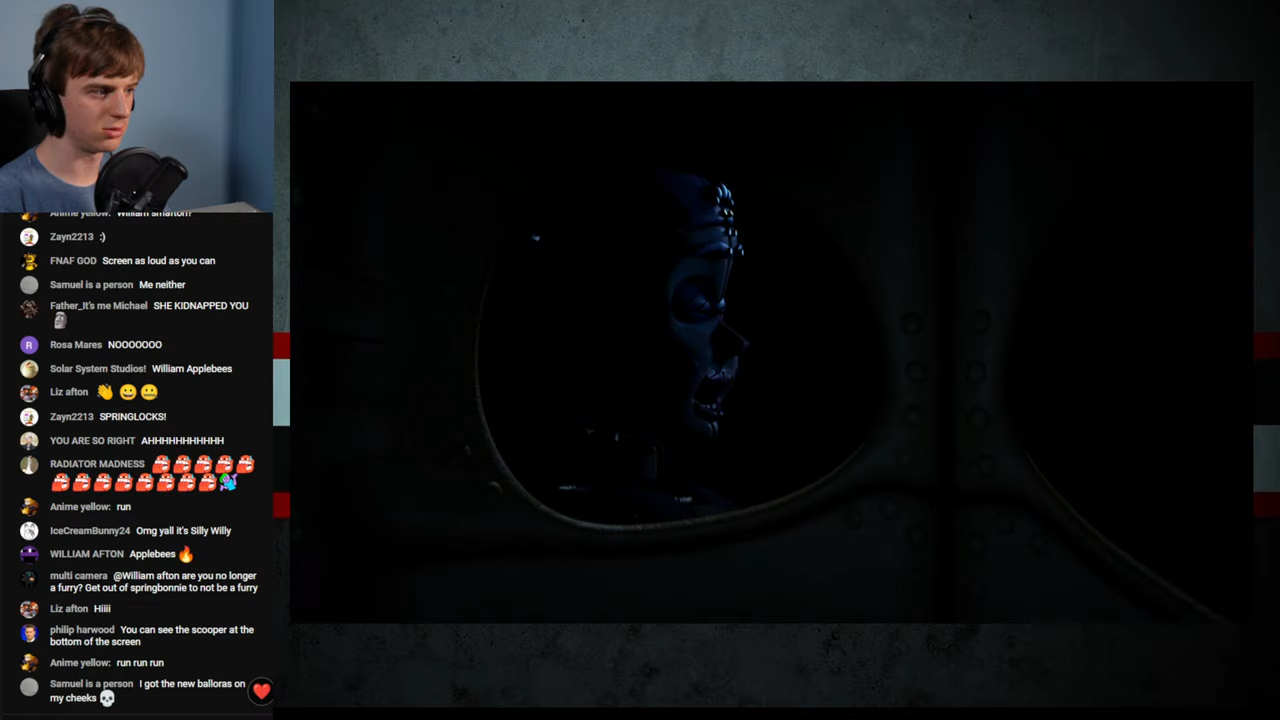 Anime yellow: William smafton?
Zayn2213 :)
FNAF GOD Screen as loud as you can
Samuel is a person Me neither
Father_It's me Michael SHE KIDNAPPED YOU
Rosa Mares NOOOOOOO
Solar System Studios! William Applebees
Liz afton
Zayn2213 SPRINGLOCKS!
YOU ARE SO RIGHT AHHHHHHHHHHH
RADIATOR MADNESS
Anime yellow: run
IceCreamBunny24 Omg yall it's Silly Willy
WILLIAM AFTON Applebees
multi camera @William afton are you no longer
a furry? Get out of springbonnie to not be a furry
Liz afton Hiiii
philip harwood You can see the scooper at the
bottom of the screen
Anime yellow: run run run
Samuel is a person I got the new balloras on
my cheeks
R